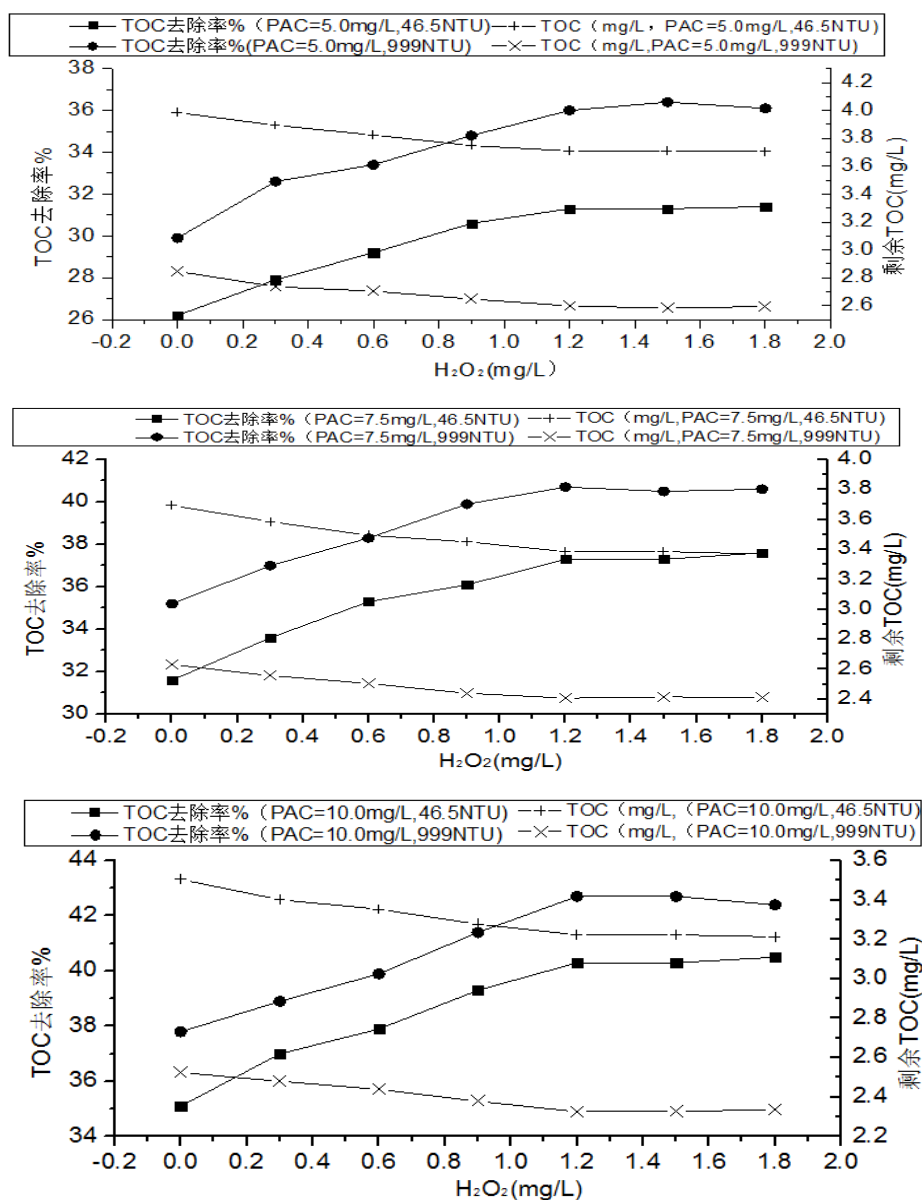 TOC去除率%（PAC=5.0mg/L,46.5NTU) TOC（mg/L，PAC=5.0mg/L,46.5NTU)
TOC去除率%(PAC=5.0mg/L,999NTU) TOC（mg/L,PAC=5.0mg/L,999NTU)
38
36
34
32
30
28
26
TOC去除率%
4.2
4.0
3.8
3.6
3.4
3.2
3.0
2.8
2.6
剩余TOC(mg/L)
-0.2 0.0 0.2 0.4 0.6 0.8 1.0 1.2 1.4 1.6 1.8 2.0
H₂O₂(mg/L）
TOC去除率%（PAC=7.5mg/L,46.5NTU) TOC（mg/L,PAC=7.5mg/L,46.5NTU)
TOC去除率%（PAC=7.5mg/L,999NTU) TOC（mg/L,PAC=7.5mg/L,999NTU)
42
40
38
36
34
32
30
TOC去除率%
4.0
3.8
3.6
3.4
3.2
3.0
2.8
2.6
2.4
剩余TOC(mg/L)
-0.2 0.0 0.2 0.4 0.6 0.8 1.0 1.2 1.4 1.6 1.8 2.0
H₂O₂(mg/L)
TOC去除率%（PAC=10.0mg/L,46.5NTU) TOC（mg/L,（PAC=10.0mg/L,46.5NTU)
TOC去除率%（PAC=10.0mg/L,999NTU) TOC（mg/L,（PAC=10.0mg/L,999NTU)
44
42
40
38
36
34
TOC去除率%
3.6
3.4
3.2
3.0
2.8
2.6
2.4
2.2
剩余TOC(mg/L)
-0.2 0.0 0.2 0.4 0.6 0.8 1.0 1.2 1.4 1.6 1.8 2.0
H₂O₂(mg/L)